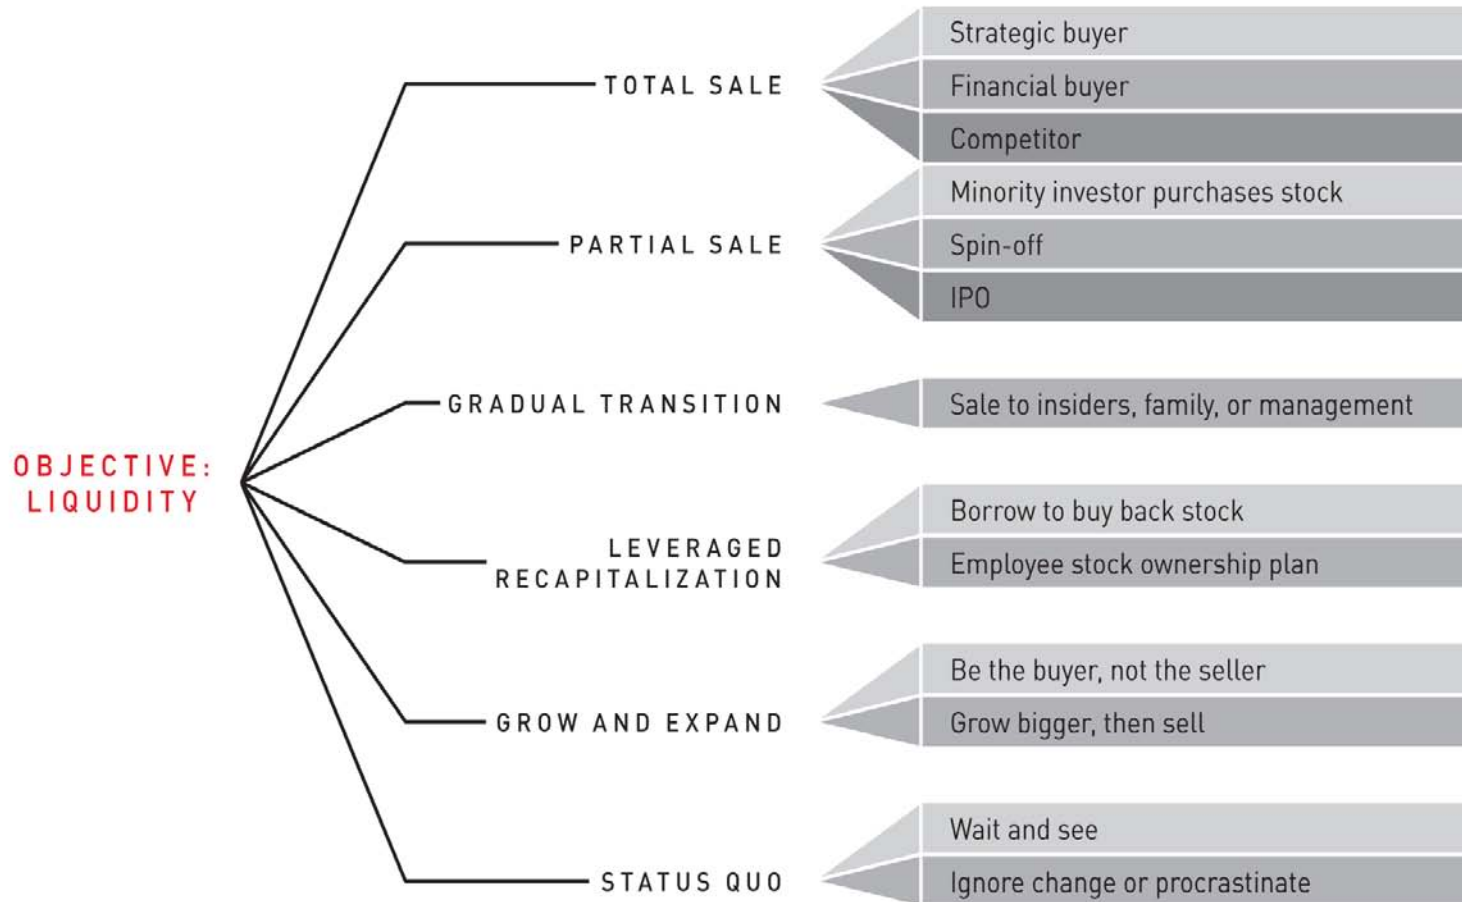 OBJECTIVE:
LIQUIDITY
TOTAL SALE
Strategic buyer
Financial buyer
Competitor
PARTIAL SALE
Minority investor purchases stock
Spin-off
IPO
GRADUAL TRANSITION
Sale to insiders, family, or management
LEVERAGED
RECAPITALIZATION
Borrow to buy back stock
Employee stock ownership plan
GROW AND EXPAND
Be the buyer, not the seller
Grow bigger, then sell
STATUS QUO
Wait and see
Ignore change or procrastinate